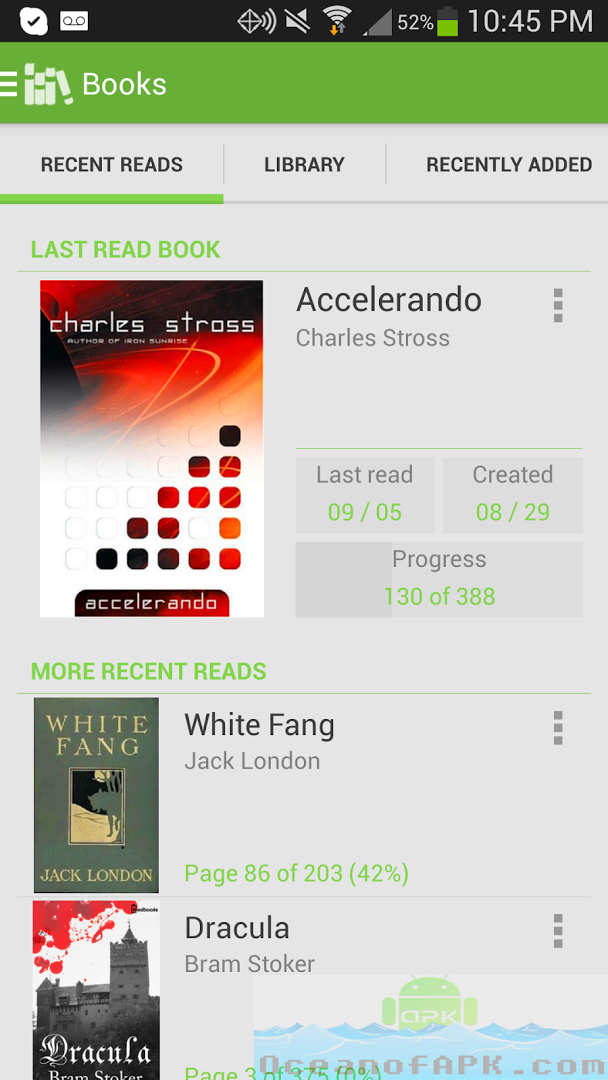 52% 10:45 PM
Books
RECENT READS LIBRARY RECENTLY ADDED
LAST READ BOOK
charles stross
AUTHOR OF IRON SUNRISE
accelerando
Accelerando
Charles Stross
Last read Created
09 / 05 08 / 29
Progress
130 of 388
MORE RECENT READS
WHITE
FANG
JACK LONDON
White Fang
Jack London
Page 86 of 203 (42%)
feedbooks
Dracula
Bram Stoker
Dracula
Bram Stoker
Page 3 of 375 (0%)
apk
OceanofAPK.com